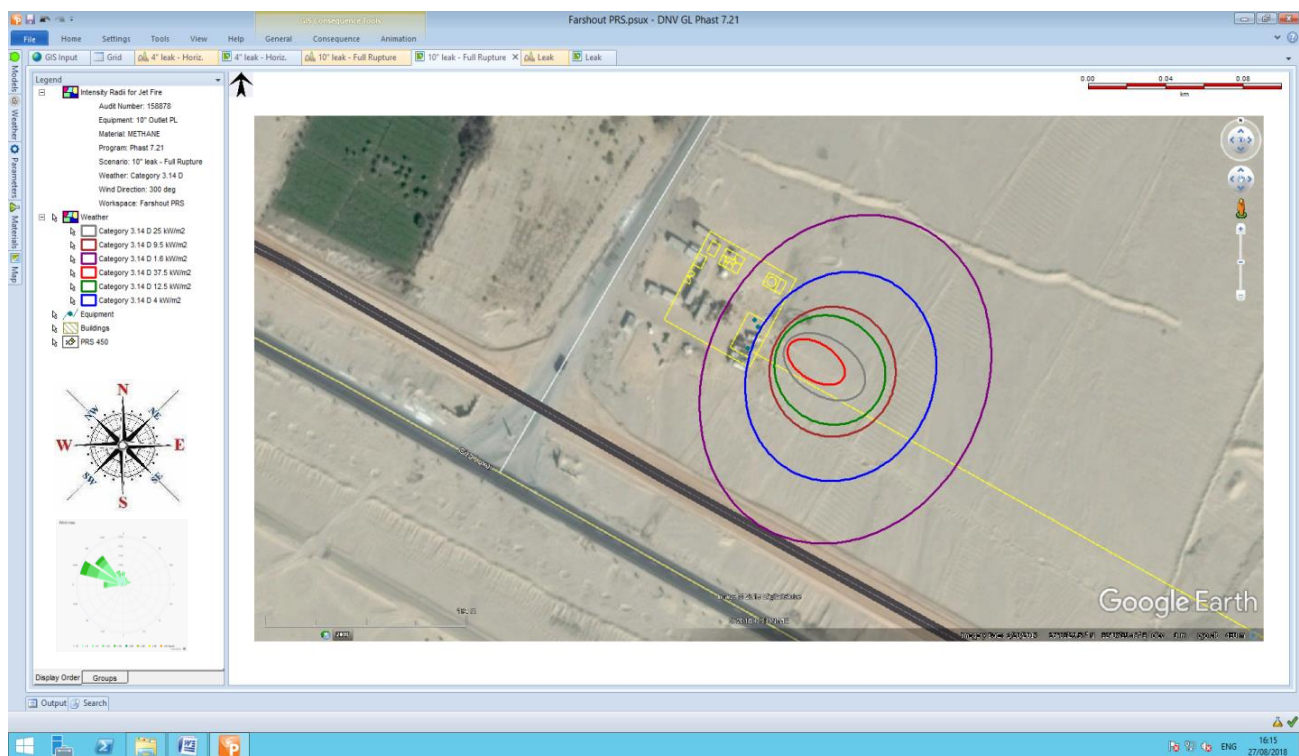 GIS Consequence Tools
Farshout PRS.psux - DNV GL Phast 7.21
File Home Settings Tools View Help General Consequence Animation
GIS Input Grid 4" leak - Horiz. 4" leak - Horiz. 10" leak - Full Rupture 10" leak - Full Rupture Leak Leak
Models
Weather
Parameters
Materials
Map
Legend
Intensity Radii for Jet Fire
Audit Number: 158878
Equipment: 10" Outlet PL
Material: METHANE
Program: Phast 7.21
Scenario: 10" leak - Full Rupture
Weather: Category 3.14 D
Wind Direction: 300 deg
Workspace: Farshout PRS
Weather
Category 3.14 D 25 kW/m2
Category 3.14 D 9.5 kW/m2
Category 3.14 D 1.6 kW/m2
Category 3.14 D 37.5 kW/m2
Category 3.14 D 12.5 kW/m2
Category 3.14 D 4 kW/m2
Equipment
Buildings
PRS 450
N
NW NE
W E
SW SE
S
0.00 0.04 0.08
km
Google Earth
Display Order Groups
Output Search
ENG
16:15
27/08/2018